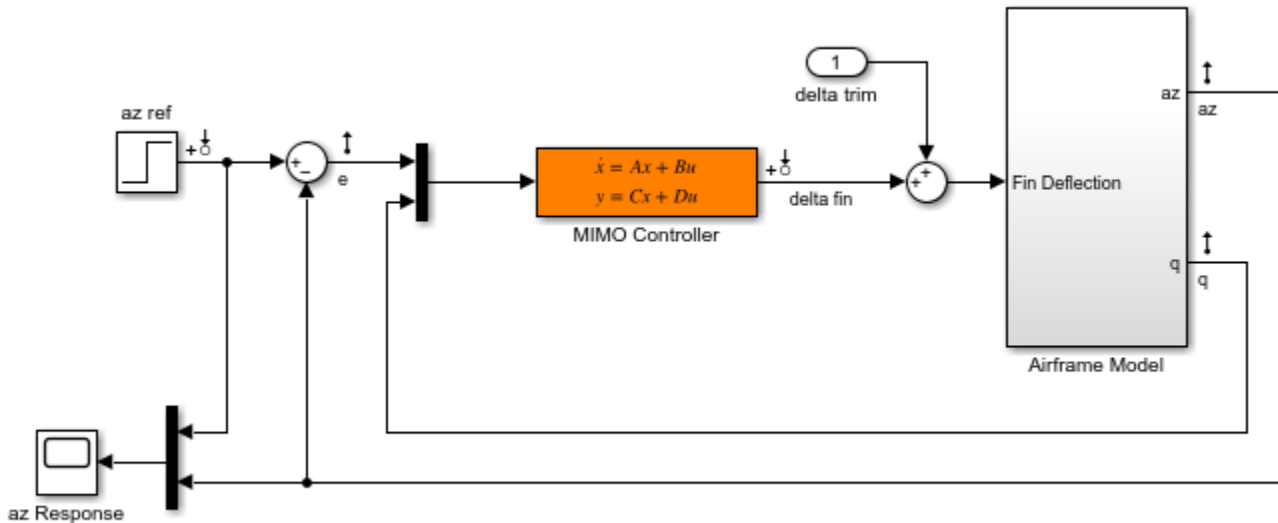 az ref
e
ẋ = Ax + Bu
y = Cx + Du
MIMO Controller
delta fin
1
delta trim
Fin Deflection
az
az
q
q
Airframe Model
az Response